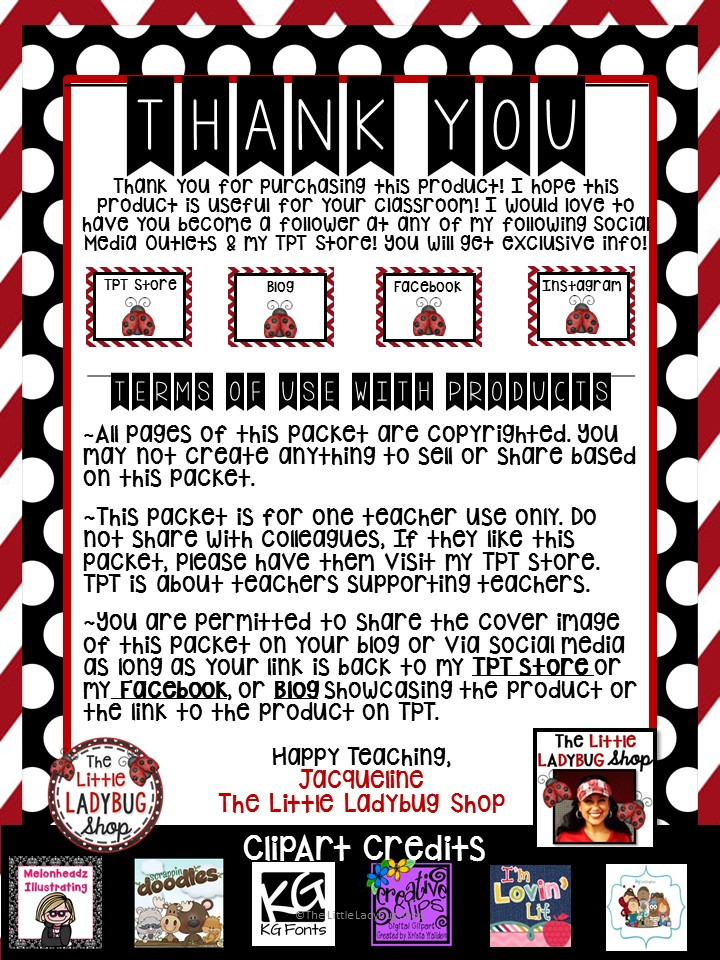 THANK YOU
Thank you for purchasing this product! I hope this
product is useful for your classroom! I would love to
have you become a follower at any of my following Social
Media Outlets & my TPT Store! You will get exclusive info!
TPT Store
Blog
Facebook
Instagram
TERMS OF USE WITH PRODUCTS
~All pages of this packet are copyrighted. You
may not create anything to sell or share based
on this packet.
~This packet is for one teacher use only. Do
not share with colleagues, If they like this
packet, please have them visit my TPT store.
TPT is about teachers supporting teachers.
~You are permitted to share the cover image
of this packet on your blog or via social media
as long as your link is back to my TPT Store or
my Facebook, or Blog showcasing the product or
the link to the product on TPT.
Happy Teaching,
Jacqueline
The Little Ladybug Shop
The
Little
LADYBUG
Shop
The Little
LADYBUG Shop
ClipArt Credits
Melonheadz
Illustrating
scrappin
doodles
KG
KG Fonts
Creative
Clips
Digital Clipart
Created by Krista Wallden
©The LittleLadybugShop
I'm
Lovin'
Lit